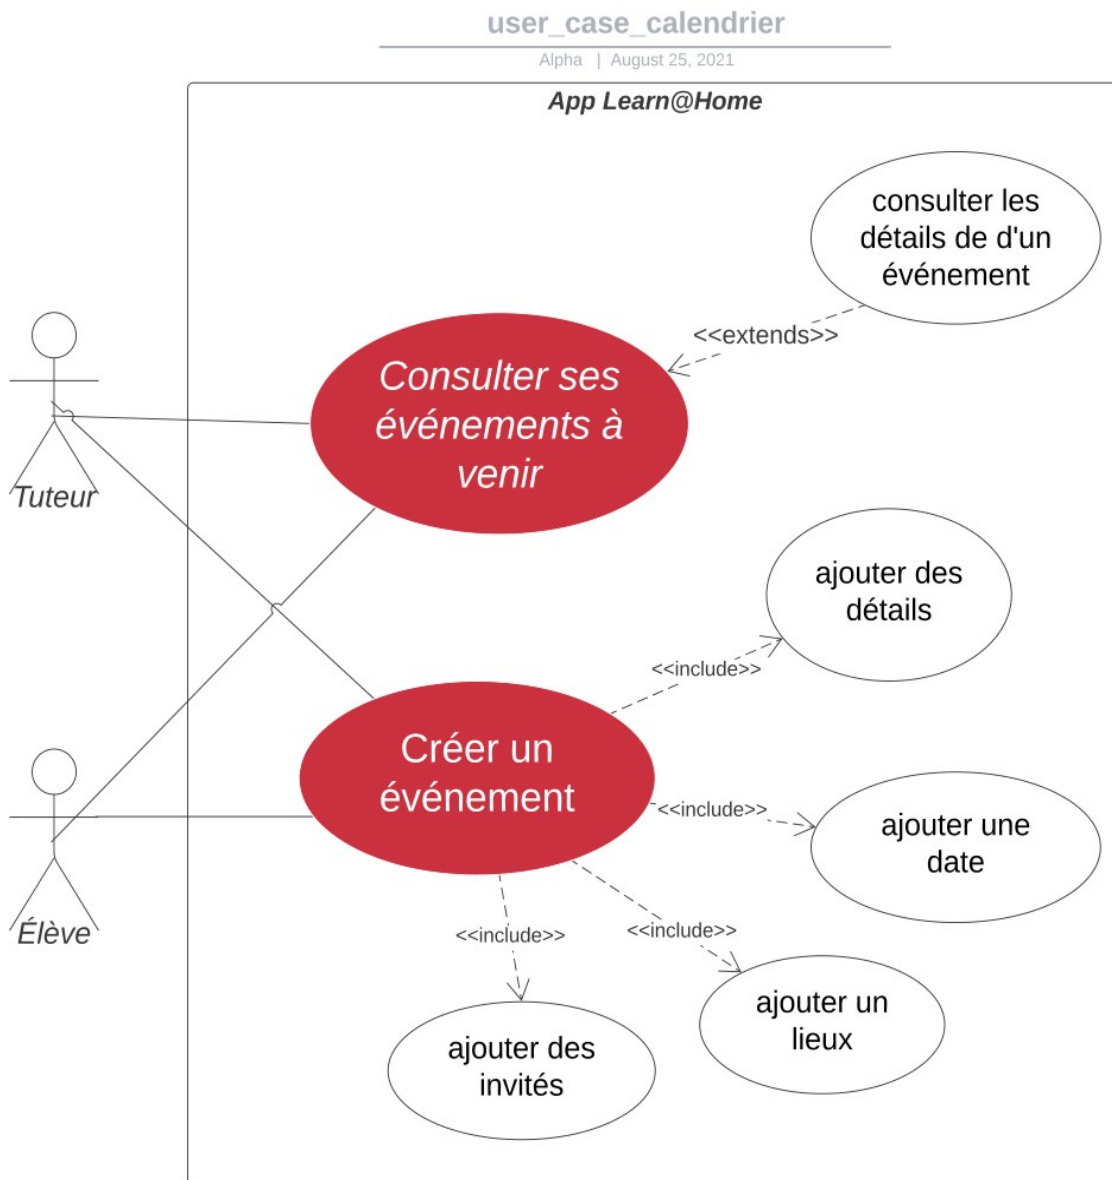 user_case_calendrier
Alpha | August 25, 2021
App Learn@Home
consulter les
détails de d'un
événement
<<extends>>
Consulter ses
événements à
venir
Tuteur
ajouter des
détails
<<include>>
Créer un
événement
<<include>>
ajouter une
date
Élève
<<include>>
<<include>>
ajouter un
lieux
ajouter des
invités